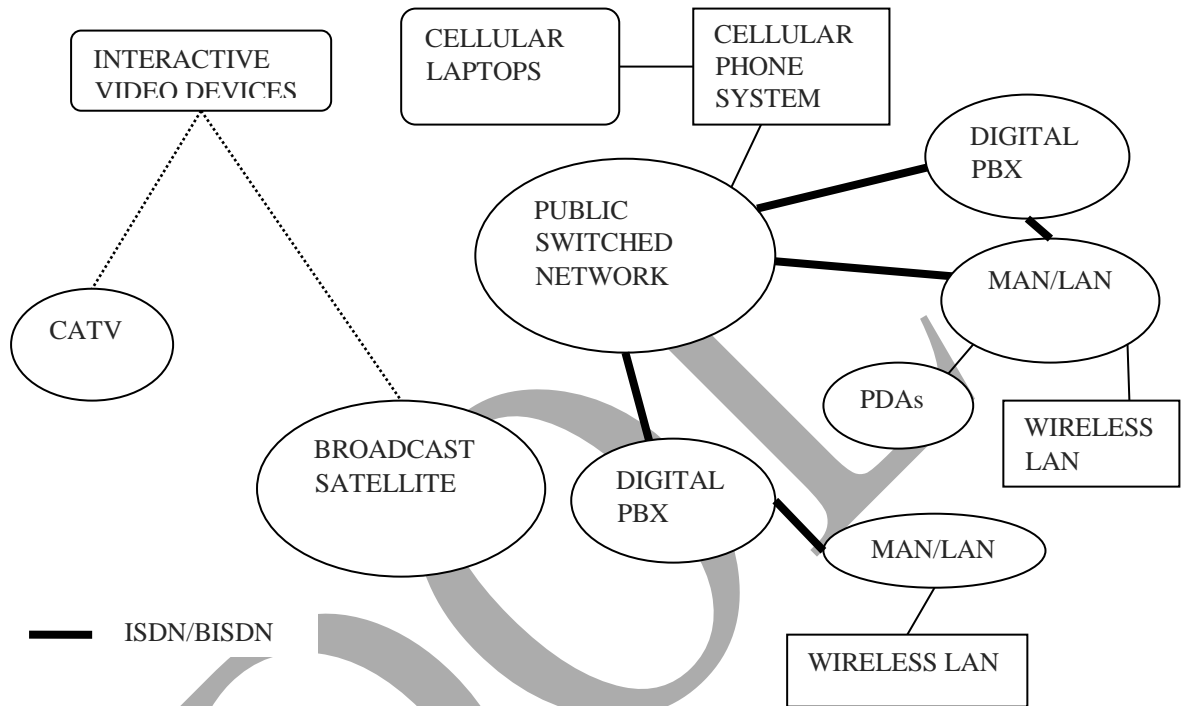 INTERACTIVE
VIDEO DEVICES
CELLULAR
LAPTOPS
CELLULAR
PHONE
SYSTEM
DIGITAL
PBX
PUBLIC
SWITCHED
NETWORK
MAN/LAN
CATV
PDAs
WIRELESS
LAN
BROADCAST
SATELLITE
DIGITAL
PBX
MAN/LAN
ISDN/BISDN
WIRELESS LAN